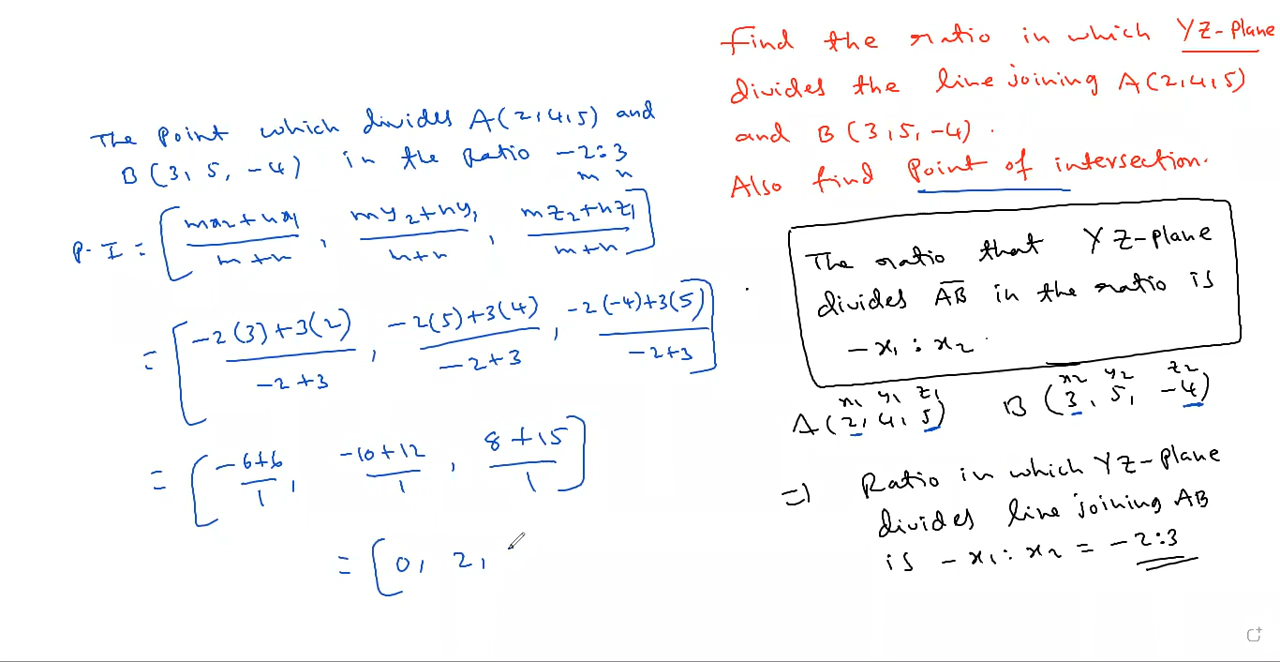 Find the ratio in which YZ-Plane
divides the line joining A(2,4,5)
and B(3,5,-4).
Also find Point of intersection.
The ratio that YZ-plane
divides AB in the ratio is
-x₁ : x₂.
x₁ y₁ z₁ x₂ y₂ z₂
A(2,4,5) B(3,5,-4)
=) Ratio in which YZ-plane
divides line joining AB
is -x₁ : x₂ = -2:3
The Point which divides A(2,4,5) and
B(3,5,-4) in the Ratio -2:3
m n
P.I = [(mx₂+nx₁)/(m+n), (my₂+ny₁)/(m+n), (mz₂+nz₁)/(m+n)]
= [(-2(3)+3(2))/(-2+3), (-2(5)+3(4))/(-2+3), (-2(-4)+3(5))/(-2+3)]
= [(-6+6)/1, (-10+12)/1, (8+15)/1]
= [0, 2,